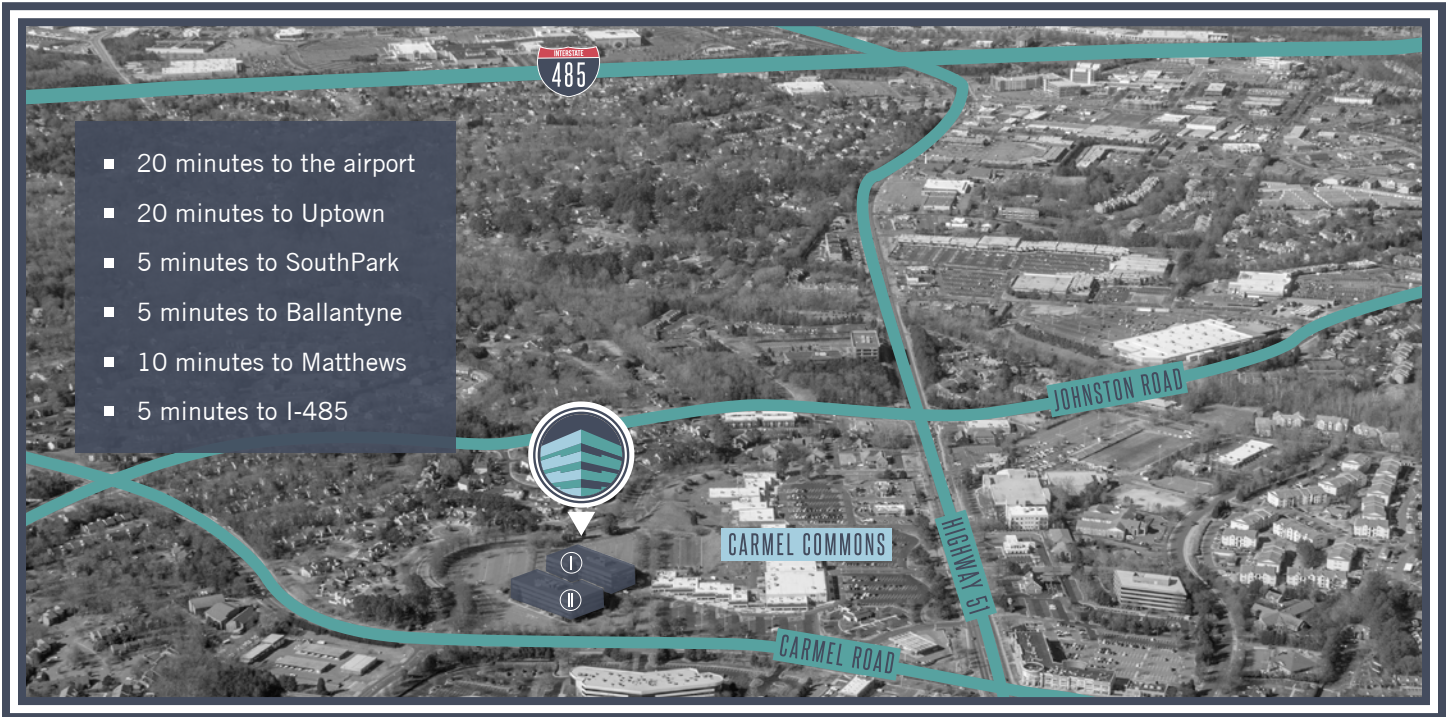 INTERSTATE
485
20 minutes to the airport
20 minutes to Uptown
5 minutes to SouthPark
5 minutes to Ballantyne
10 minutes to Matthews
5 minutes to I-485
JOHNSTON ROAD
CARMEL COMMONS
HIGHWAY 51
I
II
CARMEL ROAD